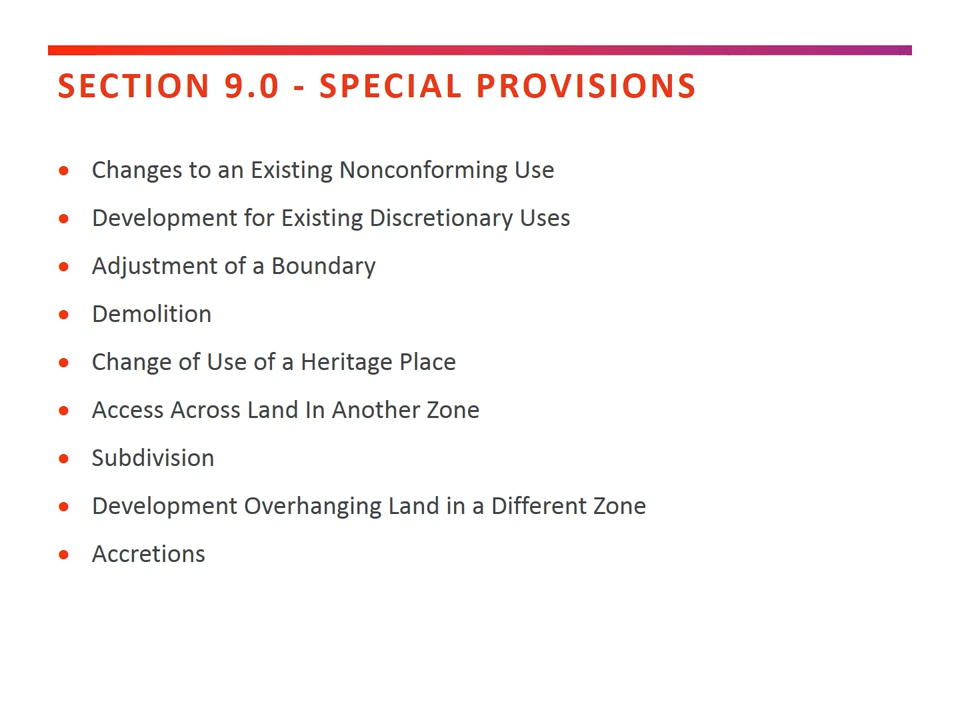 SECTION 9.0 - SPECIAL PROVISIONS
• Changes to an Existing Nonconforming Use
• Development for Existing Discretionary Uses
• Adjustment of a Boundary
• Demolition
• Change of Use of a Heritage Place
• Access Across Land In Another Zone
• Subdivision
• Development Overhanging Land in a Different Zone
• Accretions